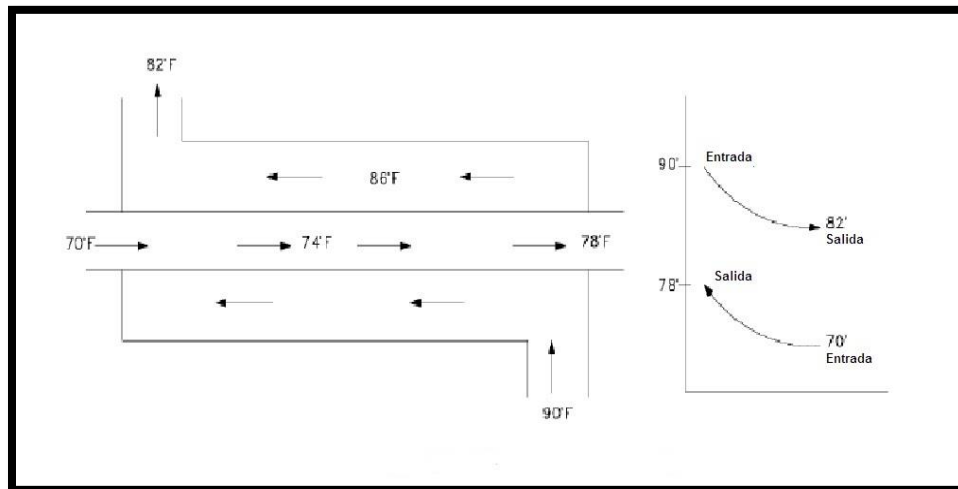 82°F
86°F
70°F
74°F
78°F
90°F
90'
Entrada
82'
Salida
78'
Salida
70'
Entrada